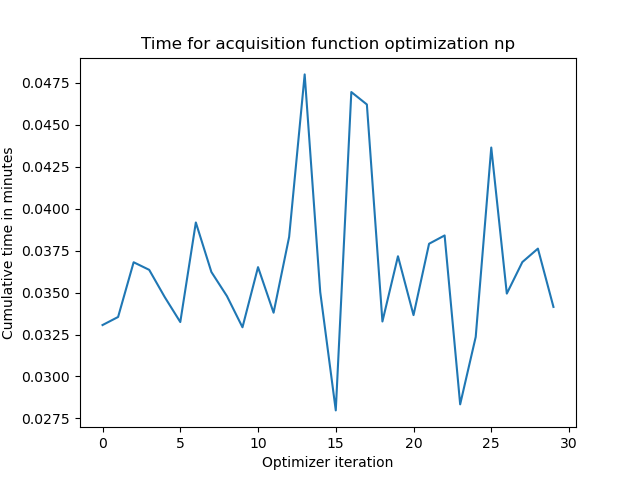 Time for acquisition function optimization np
Cumulative time in minutes
0.0475
0.0450
0.0425
0.0400
0.0375
0.0350
0.0325
0.0300
0.0275
0 5 10 15 20 25 30
Optimizer iteration